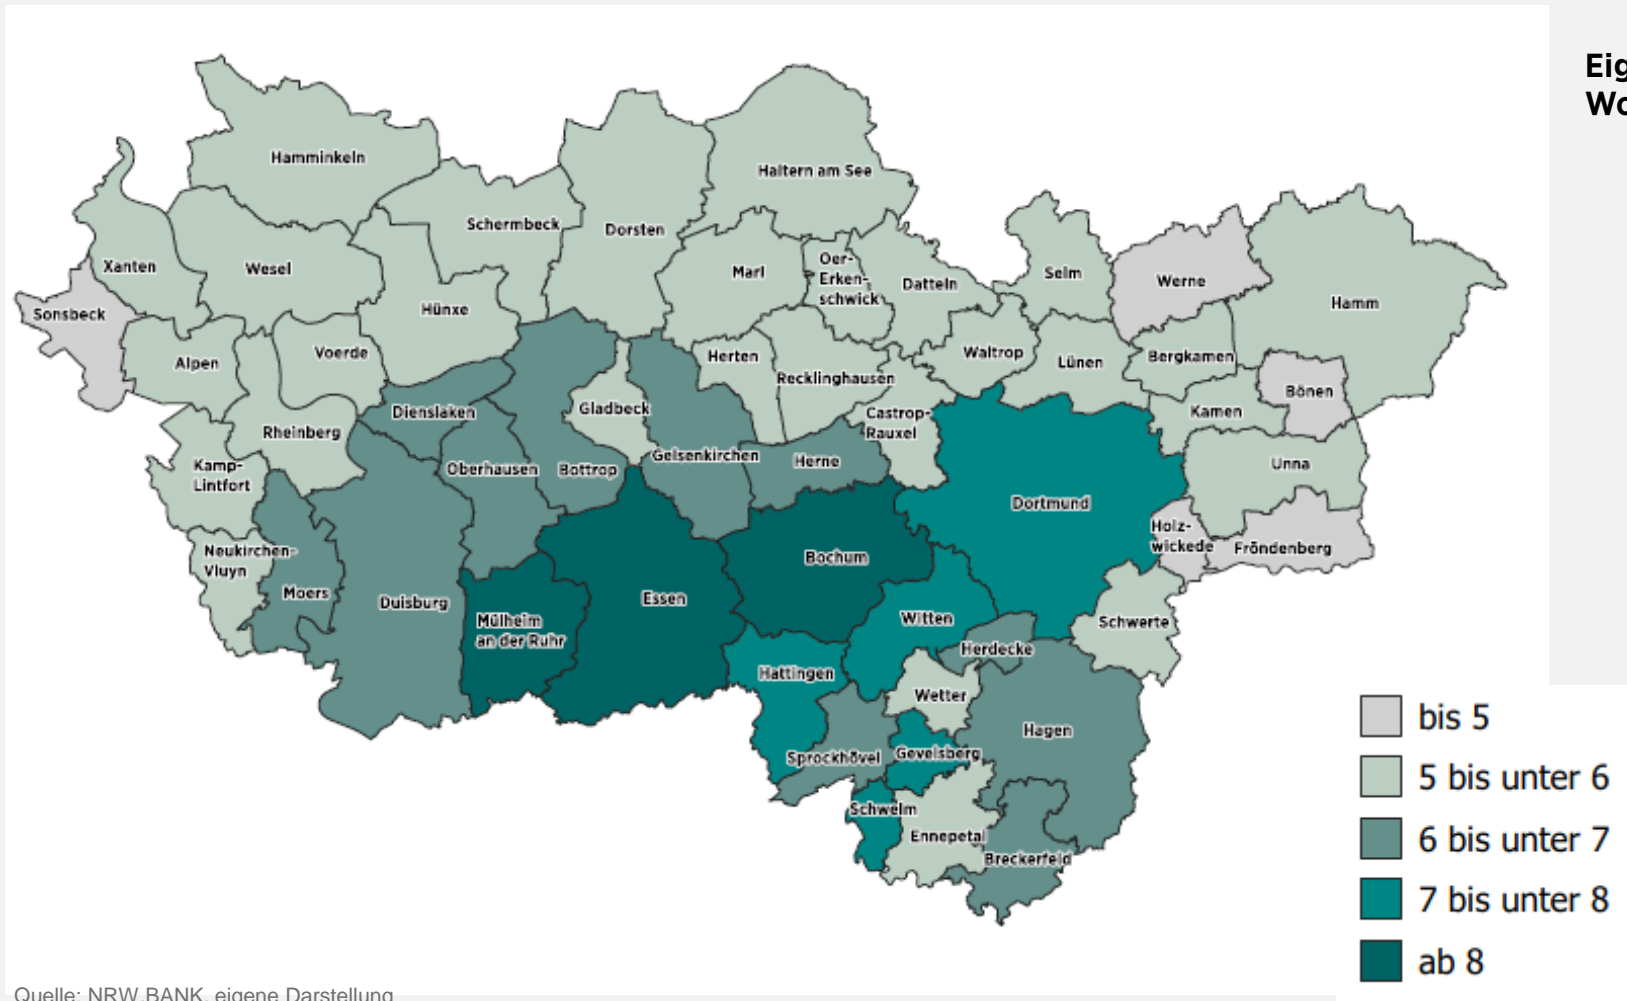 Eig
Wo
Hamminkeln
Haltern am See
Schermbeck
Dorsten
Xanten
Wesel
Marl
Oer-
Erken-
schwick
Datteln
Selm
Werne
Hamm
Sonsbeck
Hünxe
Alpen
Voerde
Herten
Recklinghausen
Waltrop
Lünen
Bergkamen
Bönen
Kamen
Dienslaken
Gladbeck
Castrop-
Rauxel
Rheinberg
Kamp-
Lintfort
Oberhausen
Bottrop
Gelsenkirchen
Herne
Unna
Dortmund
Holz-
wickede
Fröndenberg
Neukirchen-
Vluyn
Moers
Duisburg
Mülheim
an der Ruhr
Essen
Bochum
Witten
Schwerte
Herdecke
Hattingen
Wetter
Hagen
Sprockhövel
Gevelsberg
Schwelm
Ennepetal
Breckerfeld
bis 5
5 bis unter 6
6 bis unter 7
7 bis unter 8
ab 8
Quelle: NRW.BANK, eigene Darstellung